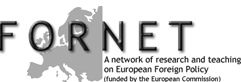 FORNET
A network of research and teaching
on European Foreign Policy
(funded by the European Commission)